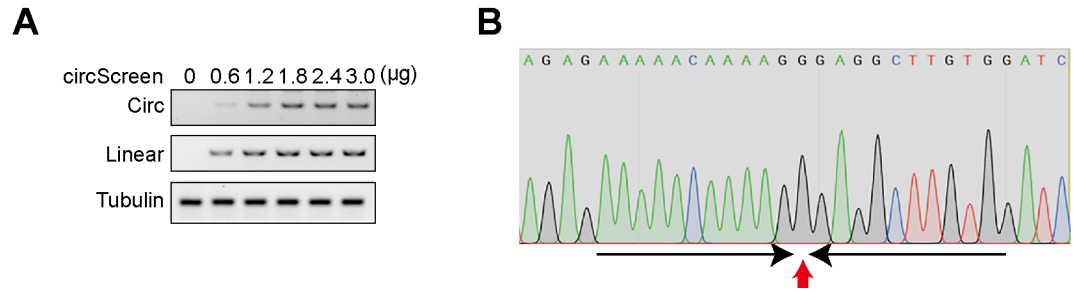 A
circScreen 0 0.6 1.2 1.8 2.4 3.0 (μg)
Circ
Linear
Tubulin
B
A G A G A A A A A C A A A A G G G A G G C T T G T G G A T C